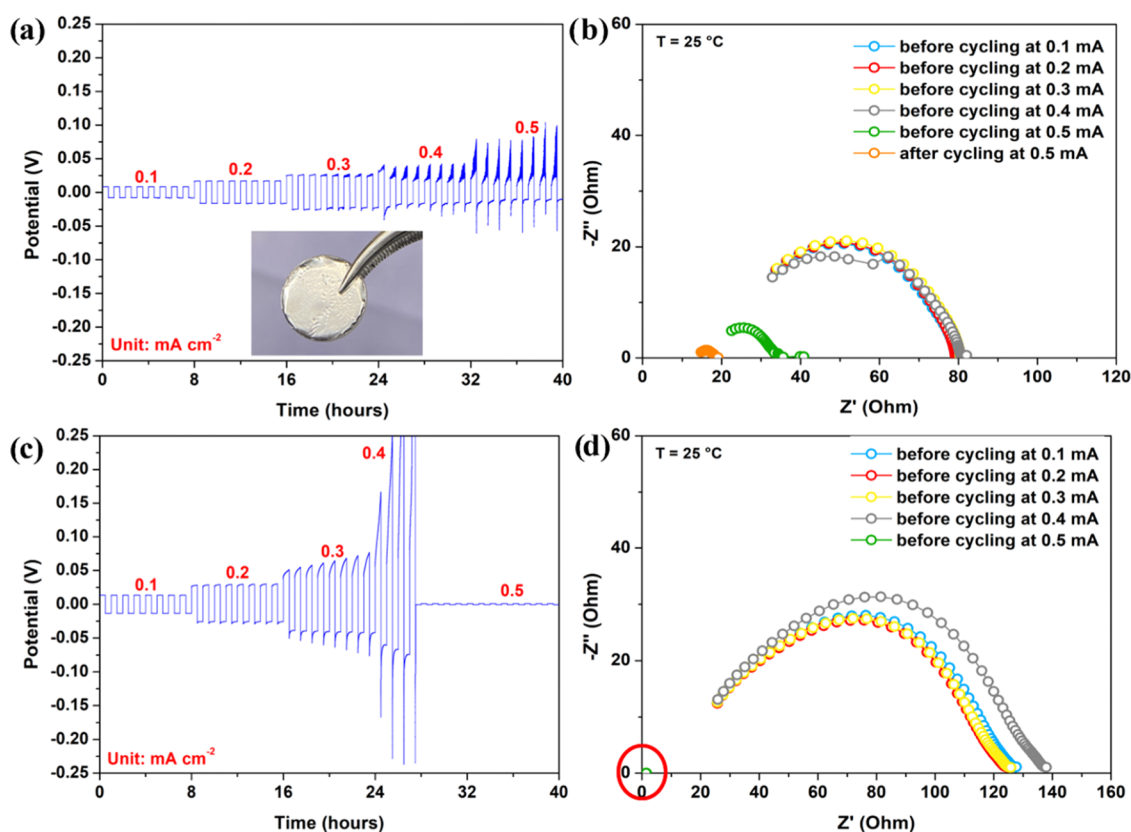 (a)
0.25
0.20
0.15
0.10
0.05
0.00
-0.05
-0.10
-0.15
-0.20
-0.25
Potential (V)
0.1
0.2
0.3
0.4
0.5
Unit: mA cm-2
0 8 16 24 32 40
Time (hours)
(b)
T = 25 °C
before cycling at 0.1 mA
before cycling at 0.2 mA
before cycling at 0.3 mA
before cycling at 0.4 mA
before cycling at 0.5 mA
after cycling at 0.5 mA
60
40
20
0
-Z'' (Ohm)
0 20 40 60 80 100 120
Z' (Ohm)
(c)
0.25
0.20
0.15
0.10
0.05
0.00
-0.05
-0.10
-0.15
-0.20
-0.25
Potential (V)
0.1
0.2
0.3
0.4
0.5
Unit: mA cm-2
0 8 16 24 32 40
Time (hours)
(d)
T = 25 °C
before cycling at 0.1 mA
before cycling at 0.2 mA
before cycling at 0.3 mA
before cycling at 0.4 mA
before cycling at 0.5 mA
60
40
20
0
-Z'' (Ohm)
0 20 40 60 80 100 120 140 160
Z' (Ohm)